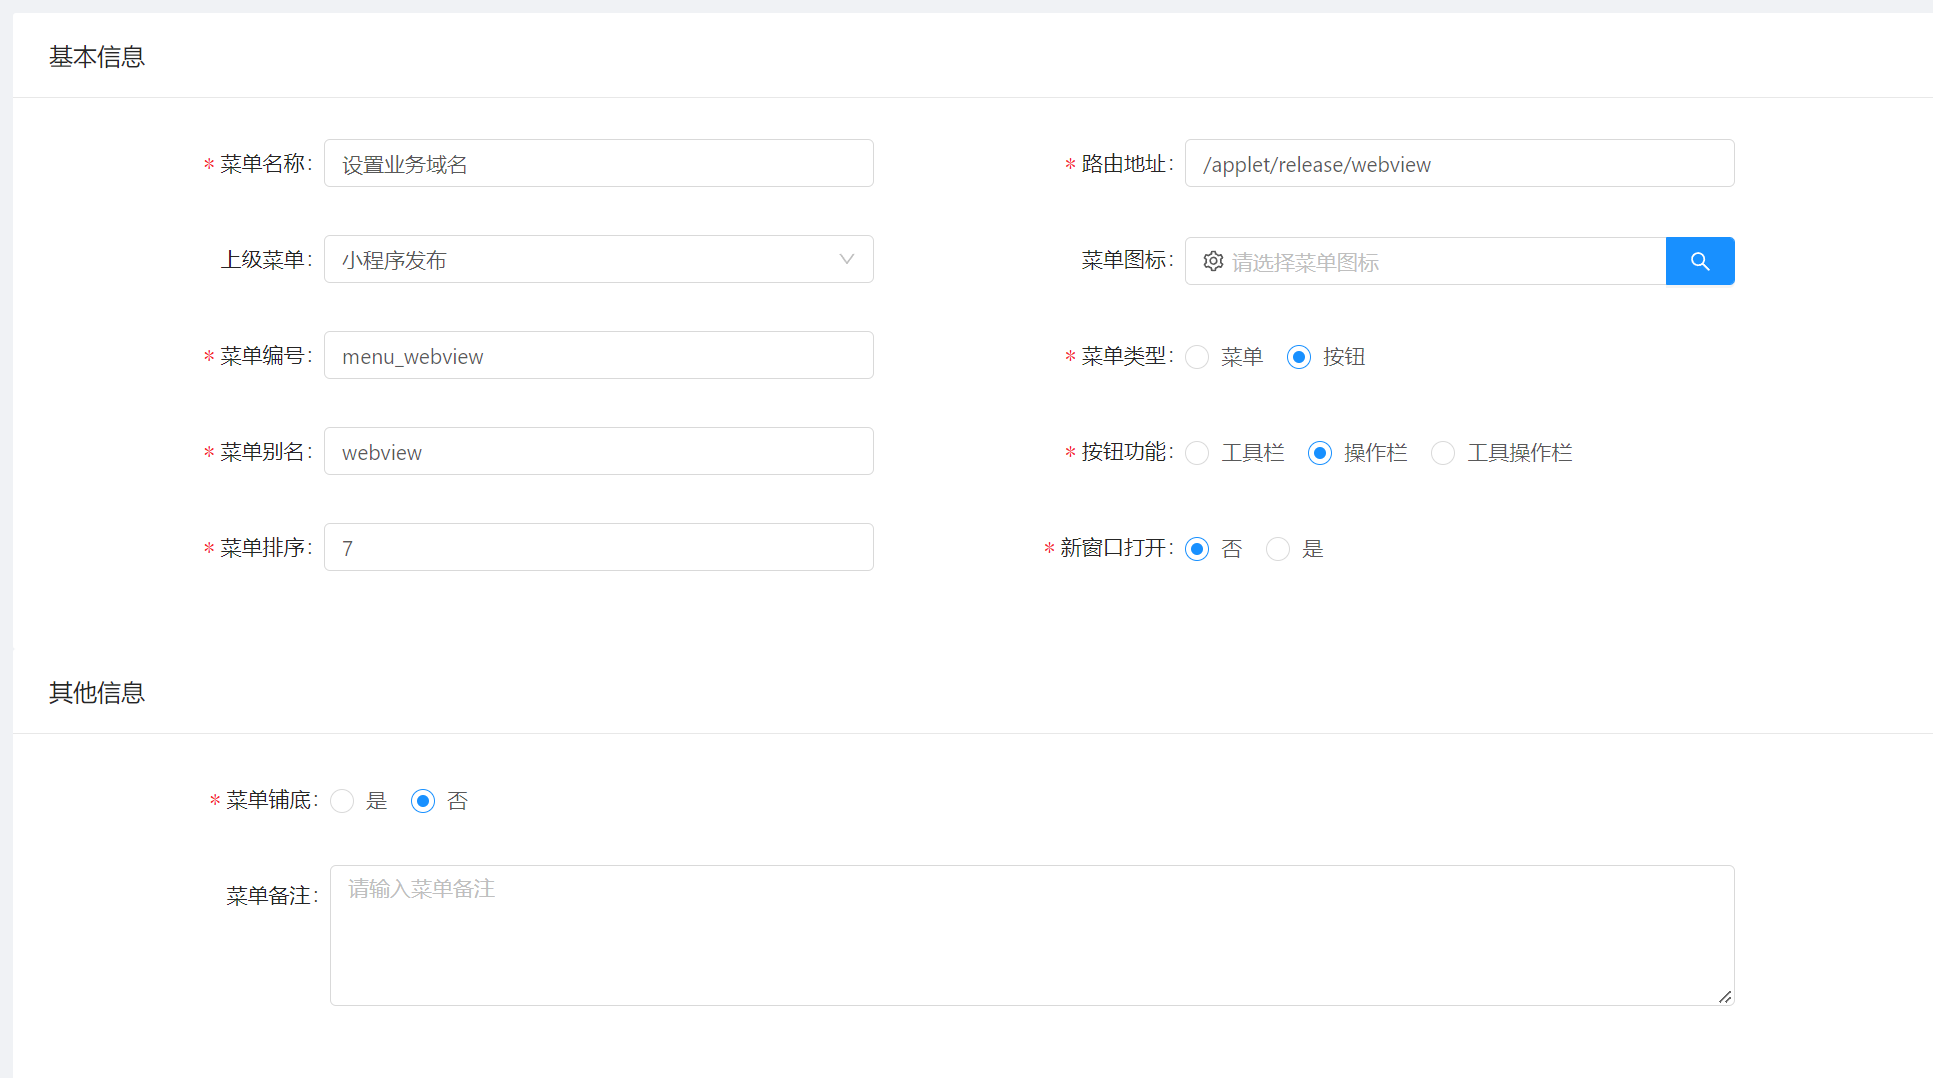 基本信息
* 菜单名称: 设置业务域名
* 路由地址: /applet/release/webview
上级菜单: 小程序发布
菜单图标: 请选择菜单图标
* 菜单编号: menu_webview
* 菜单类型: 菜单 按钮
* 菜单别名: webview
* 按钮功能: 工具栏 操作栏 工具操作栏
* 菜单排序: 7
* 新窗口打开: 否 是
其他信息
* 菜单铺底: 是 否
菜单备注: 请输入菜单备注